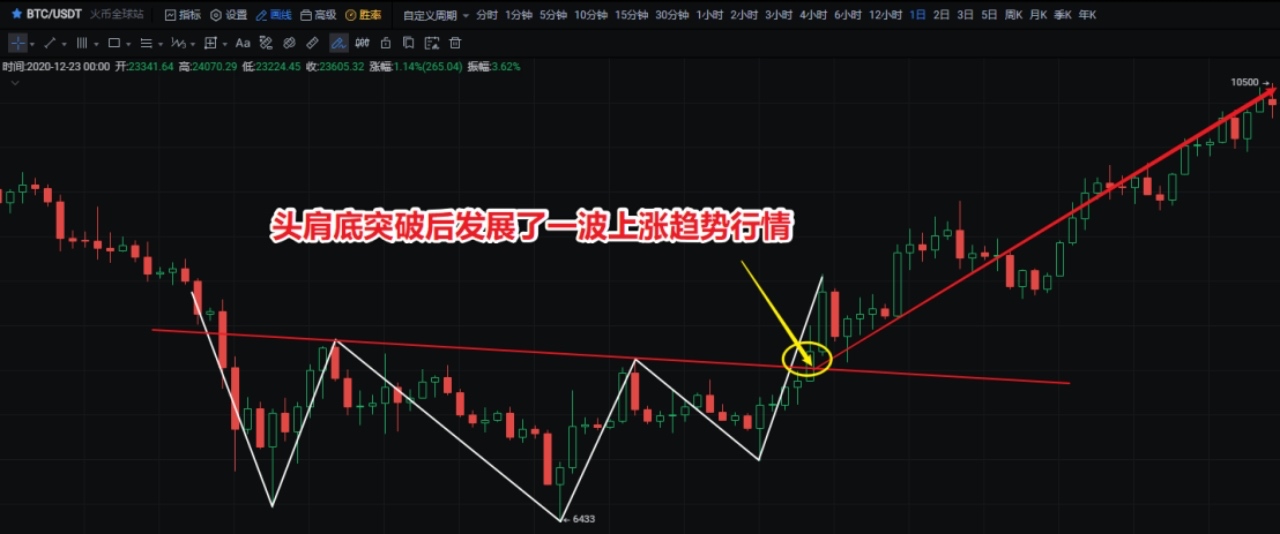 BTC/USDT 火币全球站 指标 设置 画线 高级 胜率 自定义周期 分时 1分钟 5分钟 10分钟 15分钟 30分钟 1小时 2小时 3小时 4小时 6小时 12小时 1日 2日 3日 5日 周K 月K 季K 年K
Aa
时间:2020-12-23 00:00 开:23341.64 高:24070.29 低:23224.45 收:23605.32 涨幅:1.14%(265.04) 振幅:3.62%
10500
头肩底突破后发展了一波上涨趋势行情
6433